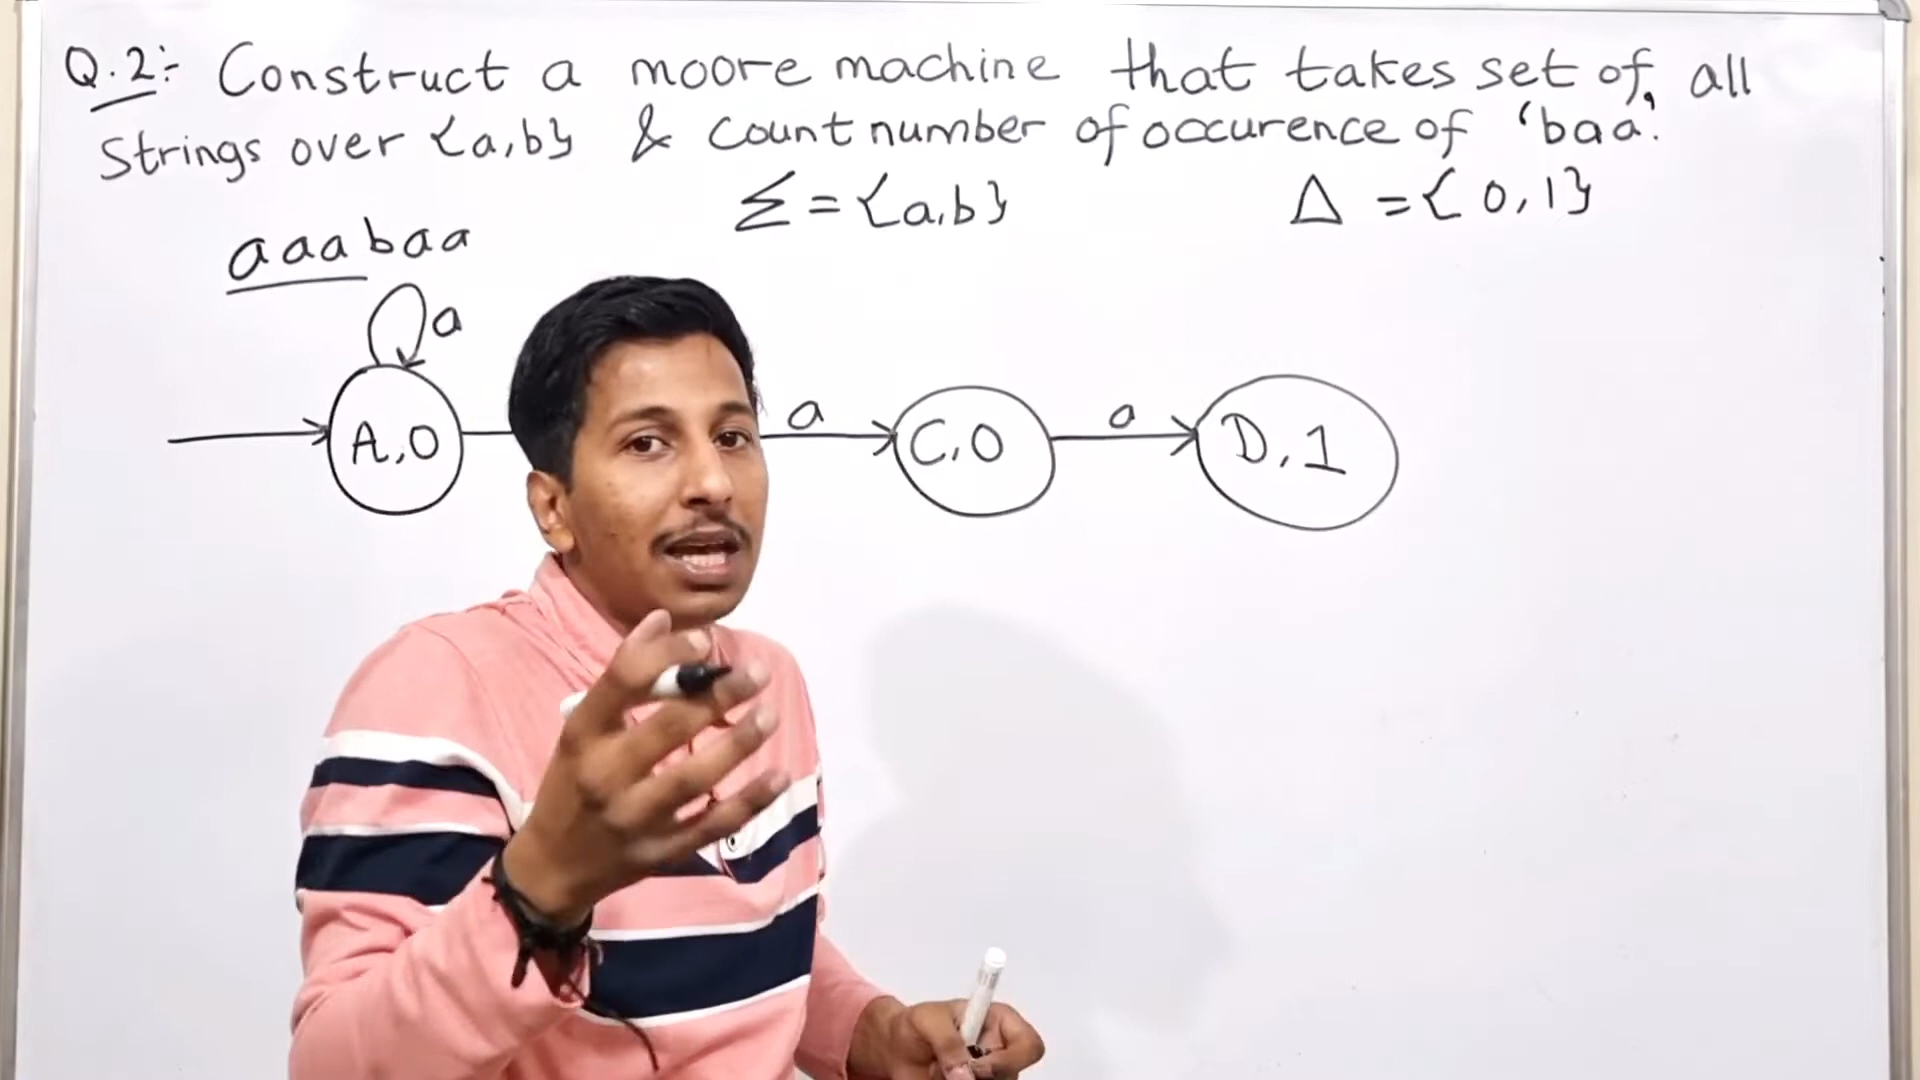 Q.2:- Construct a moore machine that takes set of all
Strings over {a,b} & count number of occurence of 'baa'.
Σ = {a,b} Δ = {0,1}
aaabaa
a
A,0 a C,0 a D,1